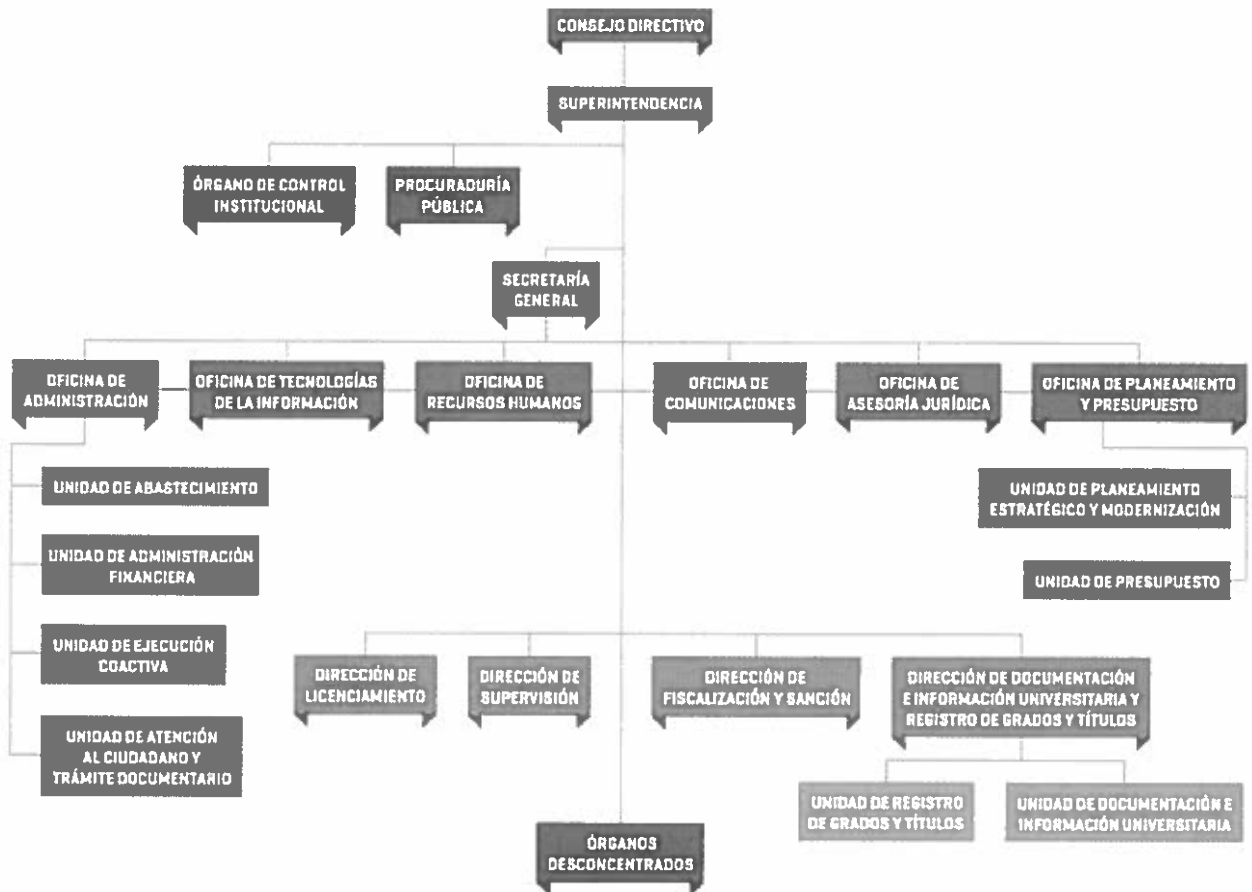 CONSEJO DIRECTIVO
SUPERINTENDENCIA
ÓRGANO DE CONTROL
INSTITUCIONAL
PROCURADURÍA
PÚBLICA
SECRETARÍA
GENERAL
OFICINA DE
ADMINISTRACIÓN
OFICINA DE TECNOLOGÍAS
DE LA INFORMACIÓN
OFICINA DE
RECURSOS HUMANOS
OFICINA DE
COMUNICACIONES
OFICINA DE
ASESORÍA JURÍDICA
OFICINA DE PLANEAMIENTO
Y PRESUPUESTO
UNIDAD DE ABASTECIMIENTO
UNIDAD DE ADMINISTRACIÓN
FINANCIERA
UNIDAD DE EJECUCIÓN
COACTIVA
UNIDAD DE ATENCIÓN
AL CIUDADANO Y
TRÁMITE DOCUMENTARIO
UNIDAD DE PLANEAMIENTO
ESTRATÉGICO Y MODERNIZACIÓN
UNIDAD DE PRESUPUESTO
DIRECCIÓN DE
LICENCIAMIENTO
DIRECCIÓN DE
SUPERVISIÓN
DIRECCIÓN DE
FISCALIZACIÓN Y SANCIÓN
DIRECCIÓN DE DOCUMENTACIÓN
E INFORMACIÓN UNIVERSITARIA Y
REGISTRO DE GRADOS Y TÍTULOS
UNIDAD DE REGISTRO
DE GRADOS Y TÍTULOS
UNIDAD DE DOCUMENTACIÓN E
INFORMACIÓN UNIVERSITARIA
ÓRGANOS
DESCONCENTRADOS